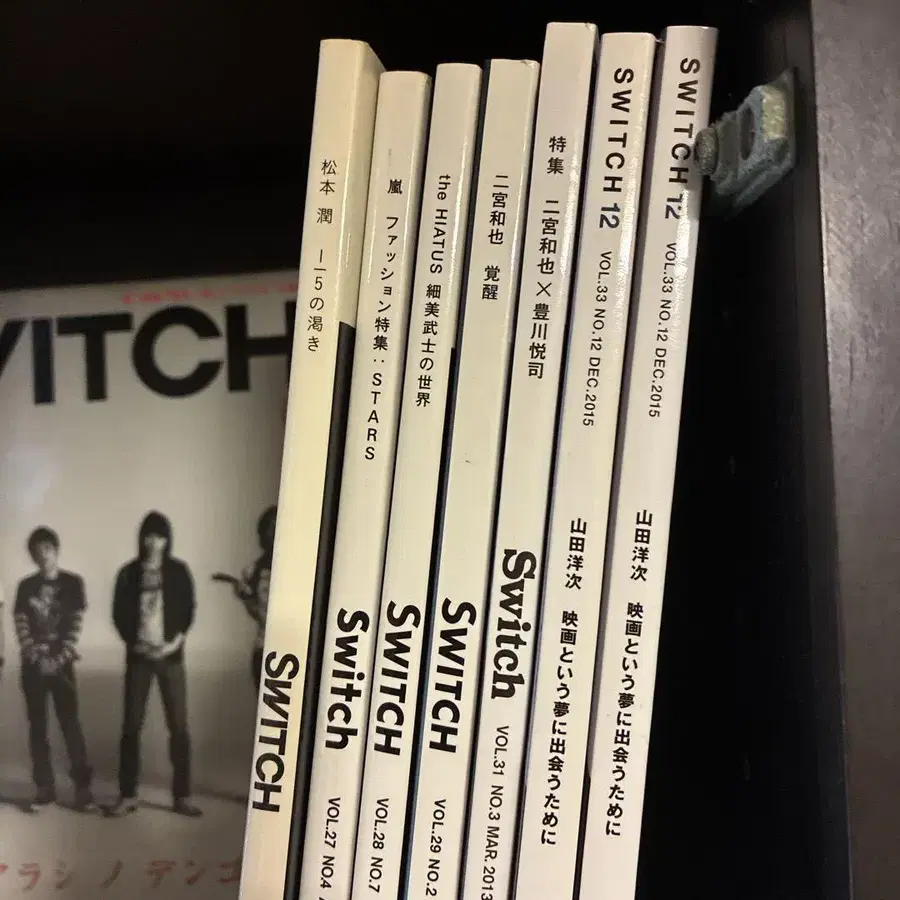 松本 潤 ー15の渇き
SWITCH
嵐 ファッション特集:STARS
Switch
VOL.27 NO.4
the HIATUS 細美武士の世界
SWITCH
VOL.28 NO.7
二宮和也 覚醒
SWITCH
VOL.29 NO.2
特集 二宮和也×豊川悦司
Switch
VOL.31 NO.3 MAR. 2013
SWITCH 12
VOL.33 NO.12 DEC.2015
山田洋次 映画という夢に出会うために
SWITCH 12
VOL.33 NO.12 DEC.2015
山田洋次 映画という夢に出会うために
ITCH
アラシ ノ デンゴ